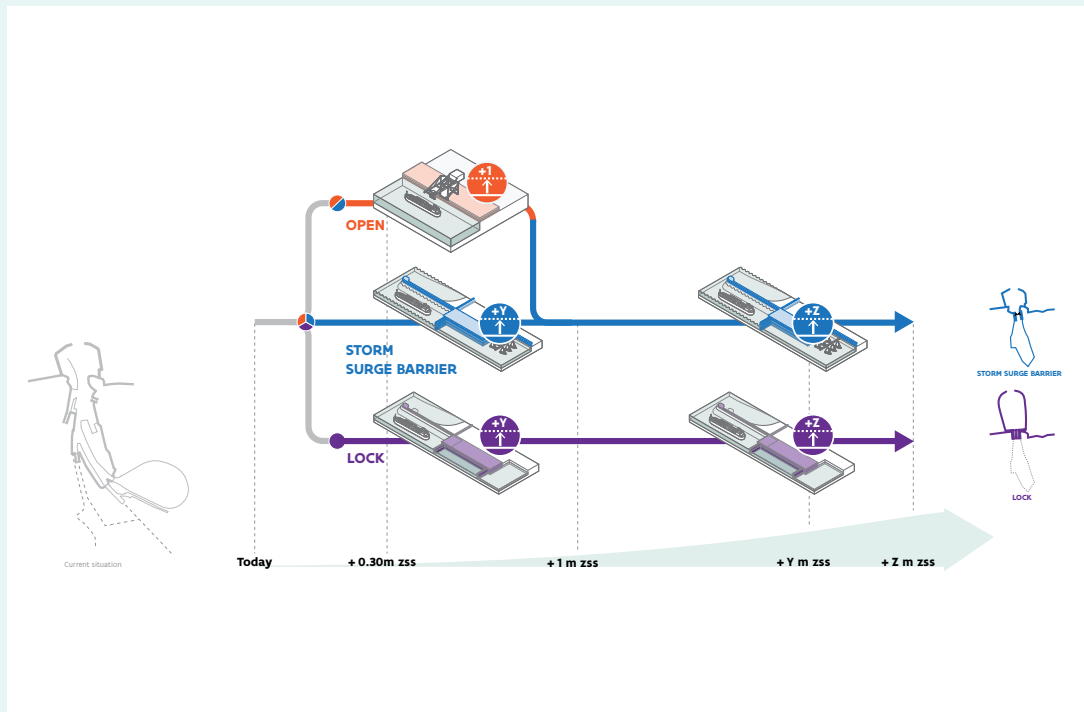 +1
OPEN
+Y
+Z
STORM
SURGE BARRIER
STORM SURGE BARRIER
+Y
+Z
LOCK
LOCK
Current situation
Today
+ 0.30m zss
+ 1 m zss
+ Y m zss
+ Z m zss